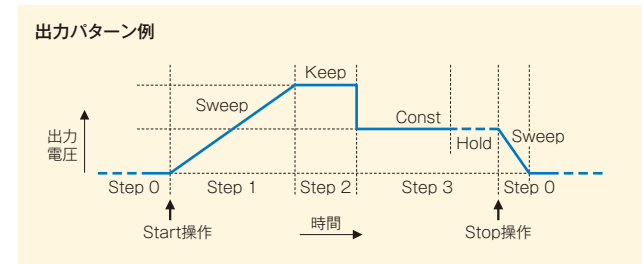 出力パターン例
Keep
Sweep
Const
出力
電圧
Hold
Sweep
Step 0
Step 1
Step 2
Step 3
Step 0
Start操作
時間
Stop操作